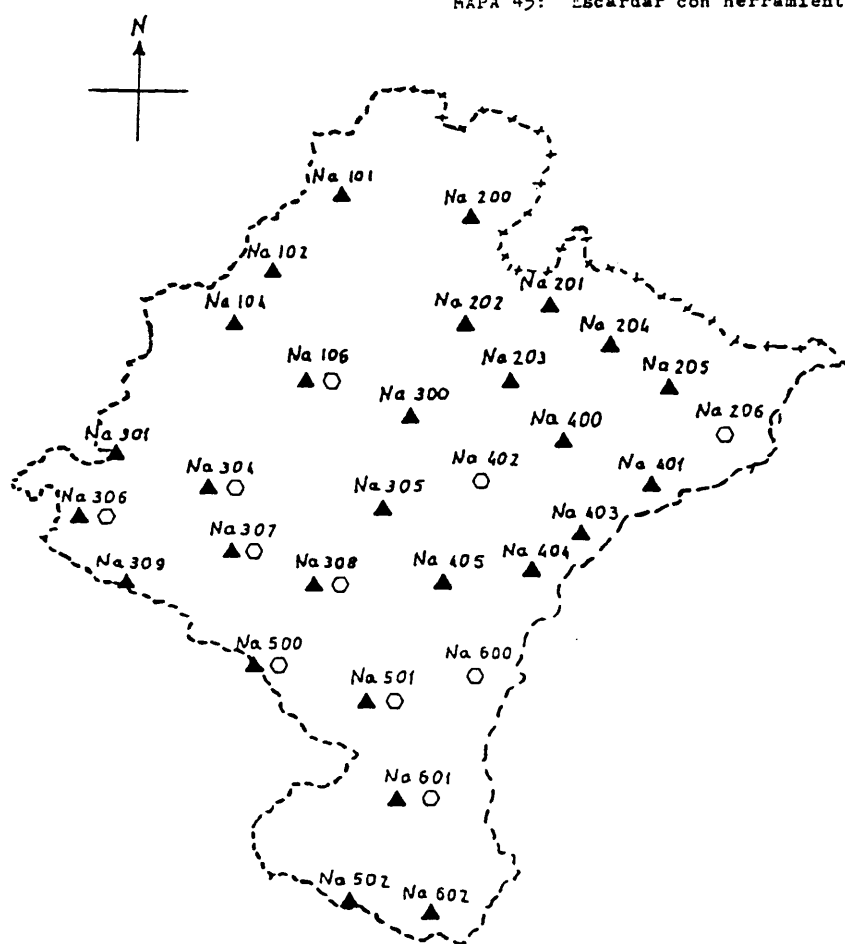 MAPA 45: Escardar con herramient
N
Na 101
Na 200
Na 102
Na 201
Na 104
Na 202
Na 204
Na 106
Na 203
Na 205
Na 300
Na 206
Na 400
Na 301
Na 402
Na 304
Na 401
Na 306
Na 305
Na 403
Na 307
Na 308
Na 405
Na 404
Na 309
Na 500
Na 600
Na 501
Na 601
Na 502
Na 602